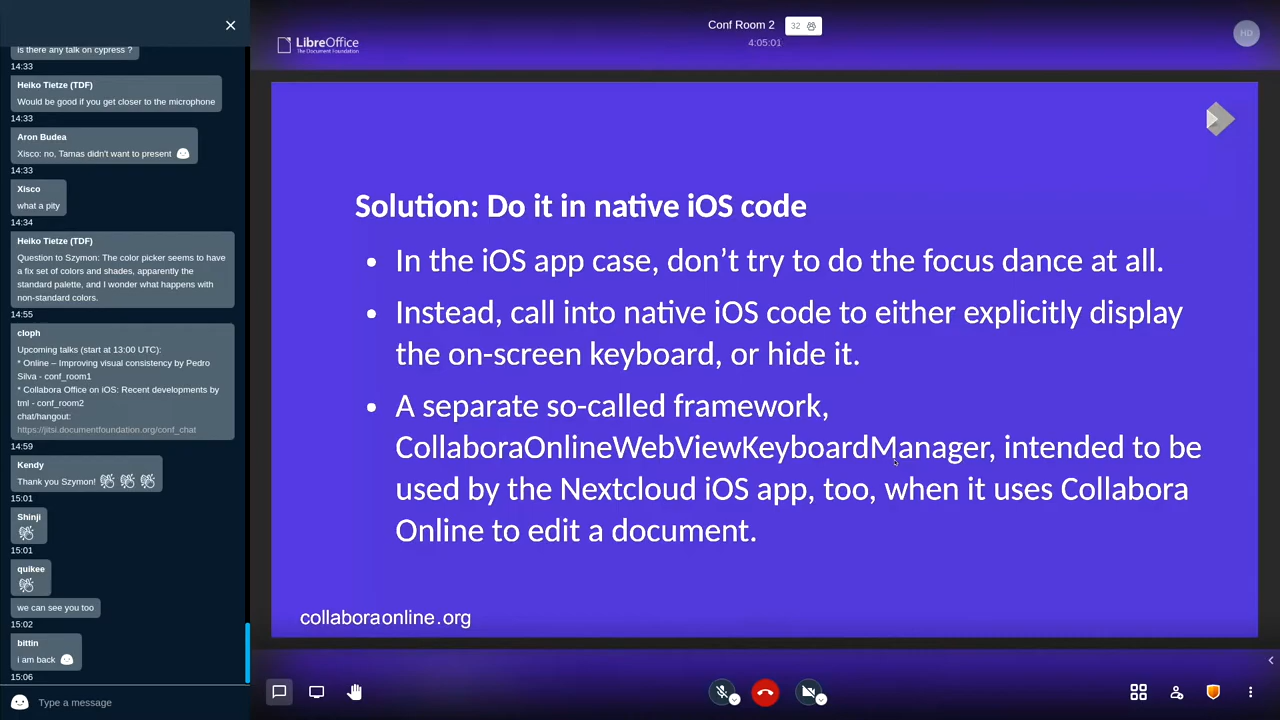 is there any talk on cypress ?
14:33
Heiko Tietze (TDF)
Would be good if you get closer to the microphone
14:33
Aron Budea
Xisco: no, Tamas didn't want to present
14:33
Xisco
what a pity
14:34
Heiko Tietze (TDF)
Question to Szymon: The color picker seems to have
a fix set of colors and shades, apparently the
standard palette, and I wonder what happens with
non-standard colors.
14:55
cloph
Upcoming talks (start at 13:00 UTC):
* Online – Improving visual consistency by Pedro
Silva - conf_room1
* Collabora Office on iOS: Recent developments by
tml - conf_room2
chat/hangout:
https://jitsi.documentfoundation.org/conf_chat
14:59
Kendy
Thank you Szymon!
15:01
Shinji
15:01
quikee
we can see you too
15:02
bittin
i am back
15:06
Type a message
LibreOffice
The Document Foundation
Conf Room 2
32
4:05:01
HD
Solution: Do it in native iOS code
• In the iOS app case, don’t try to do the focus dance at all.
• Instead, call into native iOS code to either explicitly display
the on-screen keyboard, or hide it.
• A separate so-called framework,
CollaboraOnlineWebViewKeyboardManager, intended to be
used by the Nextcloud iOS app, too, when it uses Collabora
Online to edit a document.
collaboraonline.org